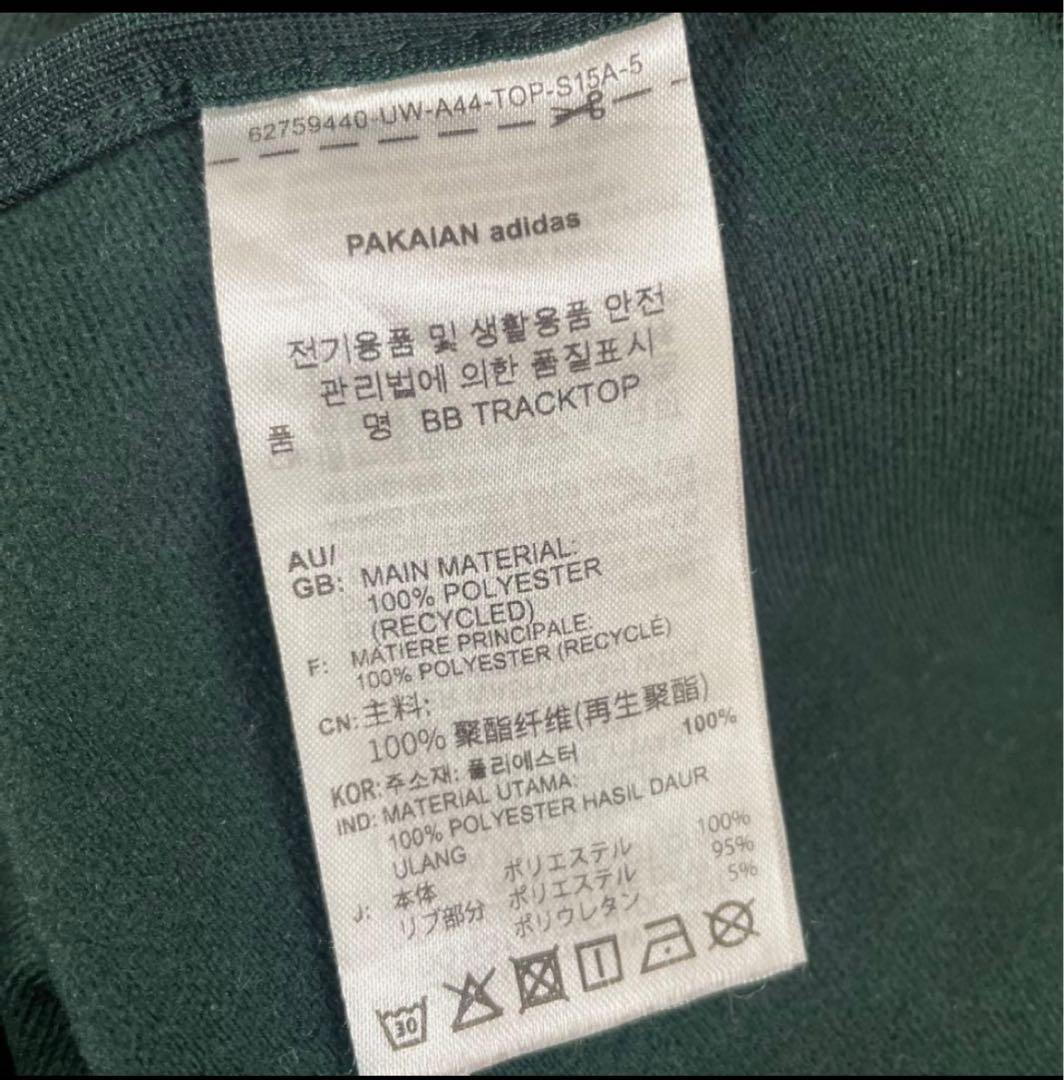 62759440-UW-A44-TOP-S15A-5
PAKAIAN adidas
전기용품 및 생활용품 안전
관리법에 의한 품질표시
품 명 BB TRACKTOP
AU/
GB: MAIN MATERIAL:
100% POLYESTER
(RECYCLED)
F: MATIERE PRINCIPALE:
100% POLYESTER (RECYCLÉ)
CN: 主料:
100% 聚酯纤维(再生聚酯)
KOR: 주소재: 폴리에스터 100%
IND: MATERIAL UTAMA:
100% POLYESTER HASIL DAUR
ULANG
J: 本体 ポリエステル 100%
リブ部分 ポリエステル 95%
ポリウレタン 5%
30